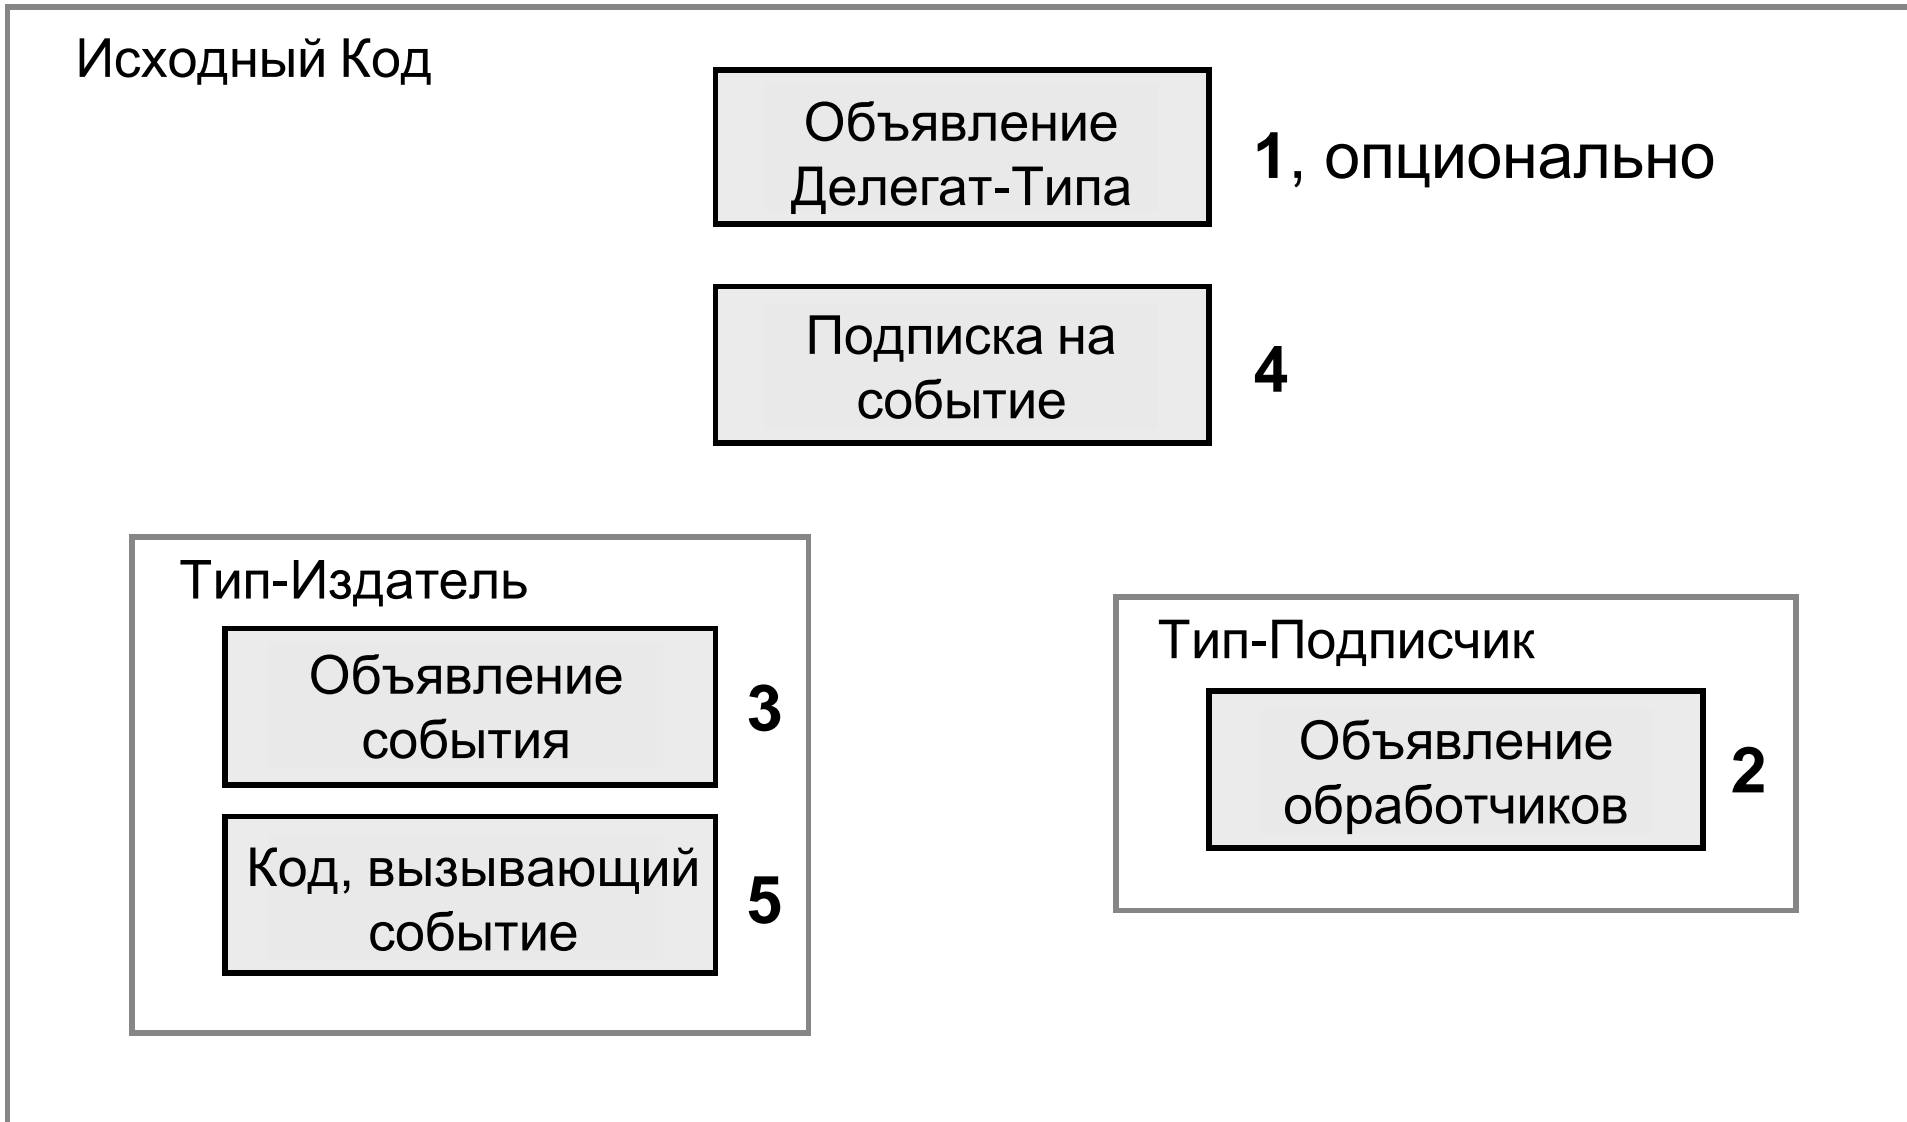 Исходный Код
Объявление
Делегат-Типа
1, опционально
Подписка на
событие
4
Тип-Издатель
Объявление
события
3
Код, вызывающий
событие
5
Тип-Подписчик
Объявление
обработчиков
2